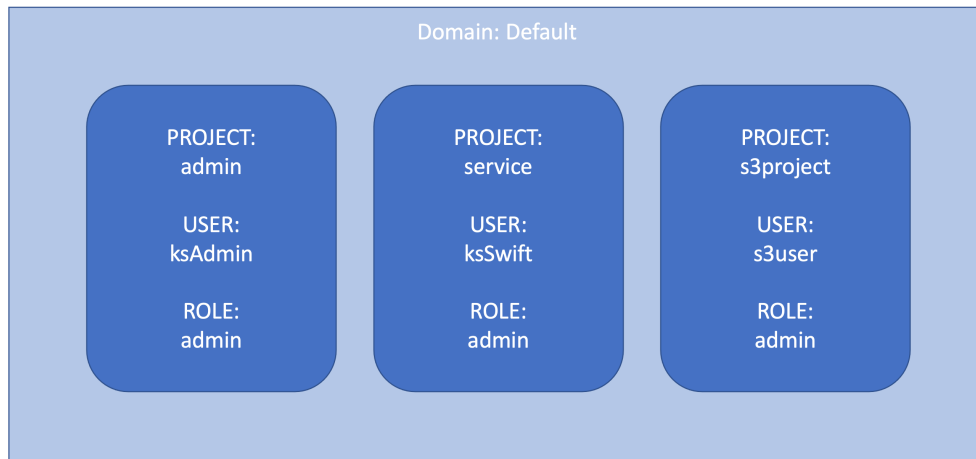 Domain: Default
PROJECT:
admin
USER:
ksAdmin
ROLE:
admin
PROJECT:
service
USER:
ksSwift
ROLE:
admin
PROJECT:
s3project
USER:
s3user
ROLE:
admin